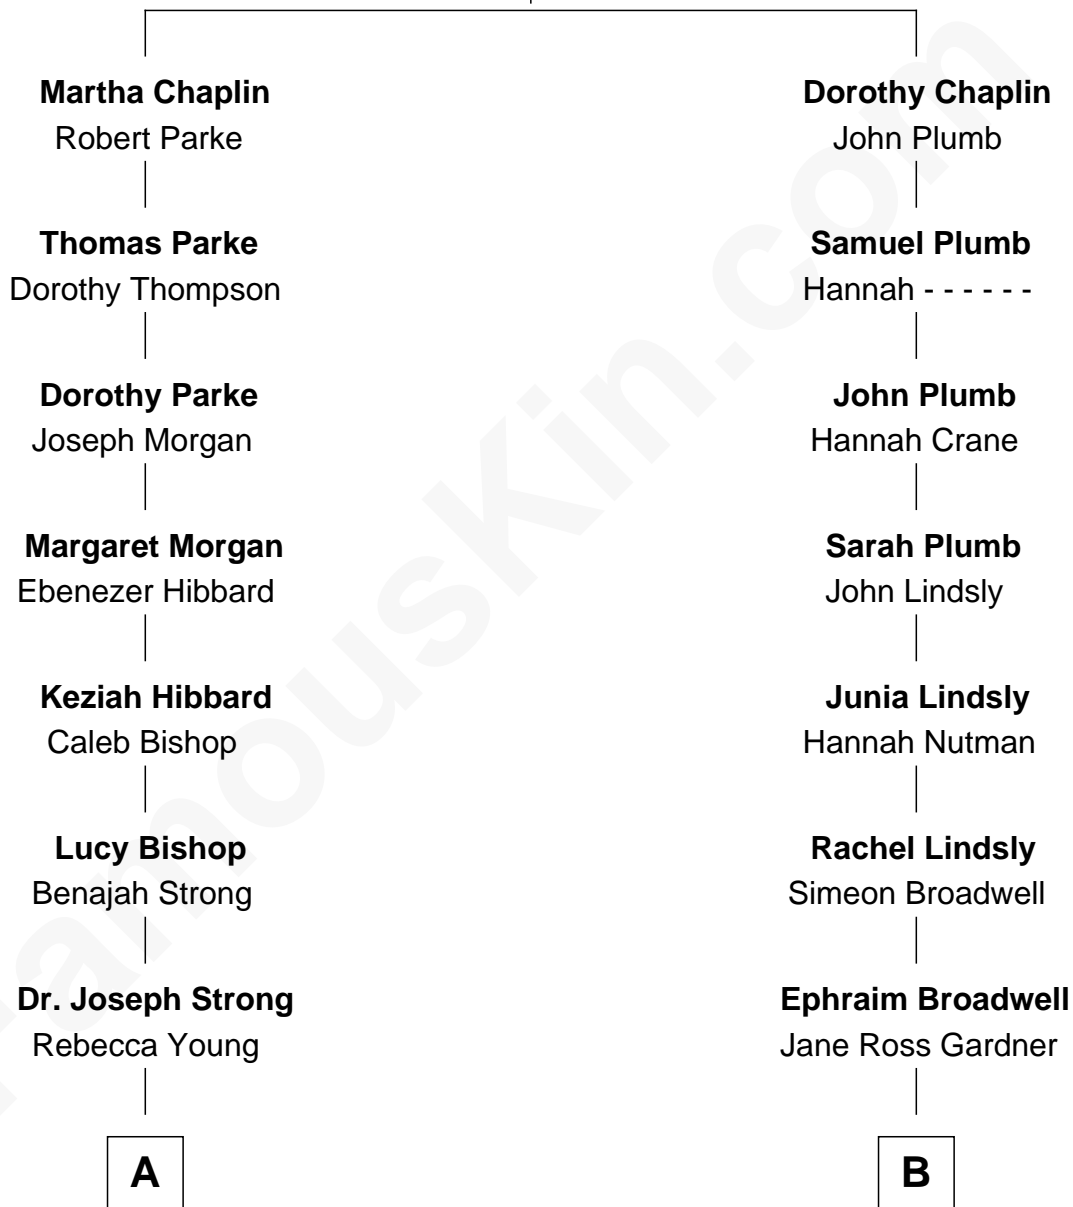 Martha Chaplin
Robert Parke
Thomas Parke
Dorothy Thompson
Dorothy Parke
Joseph Morgan
Margaret Morgan
Ebenezer Hibbard
Keziah Hibbard
Caleb Bishop
Lucy Bishop
Benajah Strong
Dr. Joseph Strong
Rebecca Young
A
Dorothy Chaplin
John Plumb
Samuel Plumb
Hannah - - - - - -
John Plumb
Hannah Crane
Sarah Plumb
John Lindsly
Junia Lindsly
Hannah Nutman
Rachel Lindsly
Simeon Broadwell
Ephraim Broadwell
Jane Ross Gardner
B
FamousKin.com